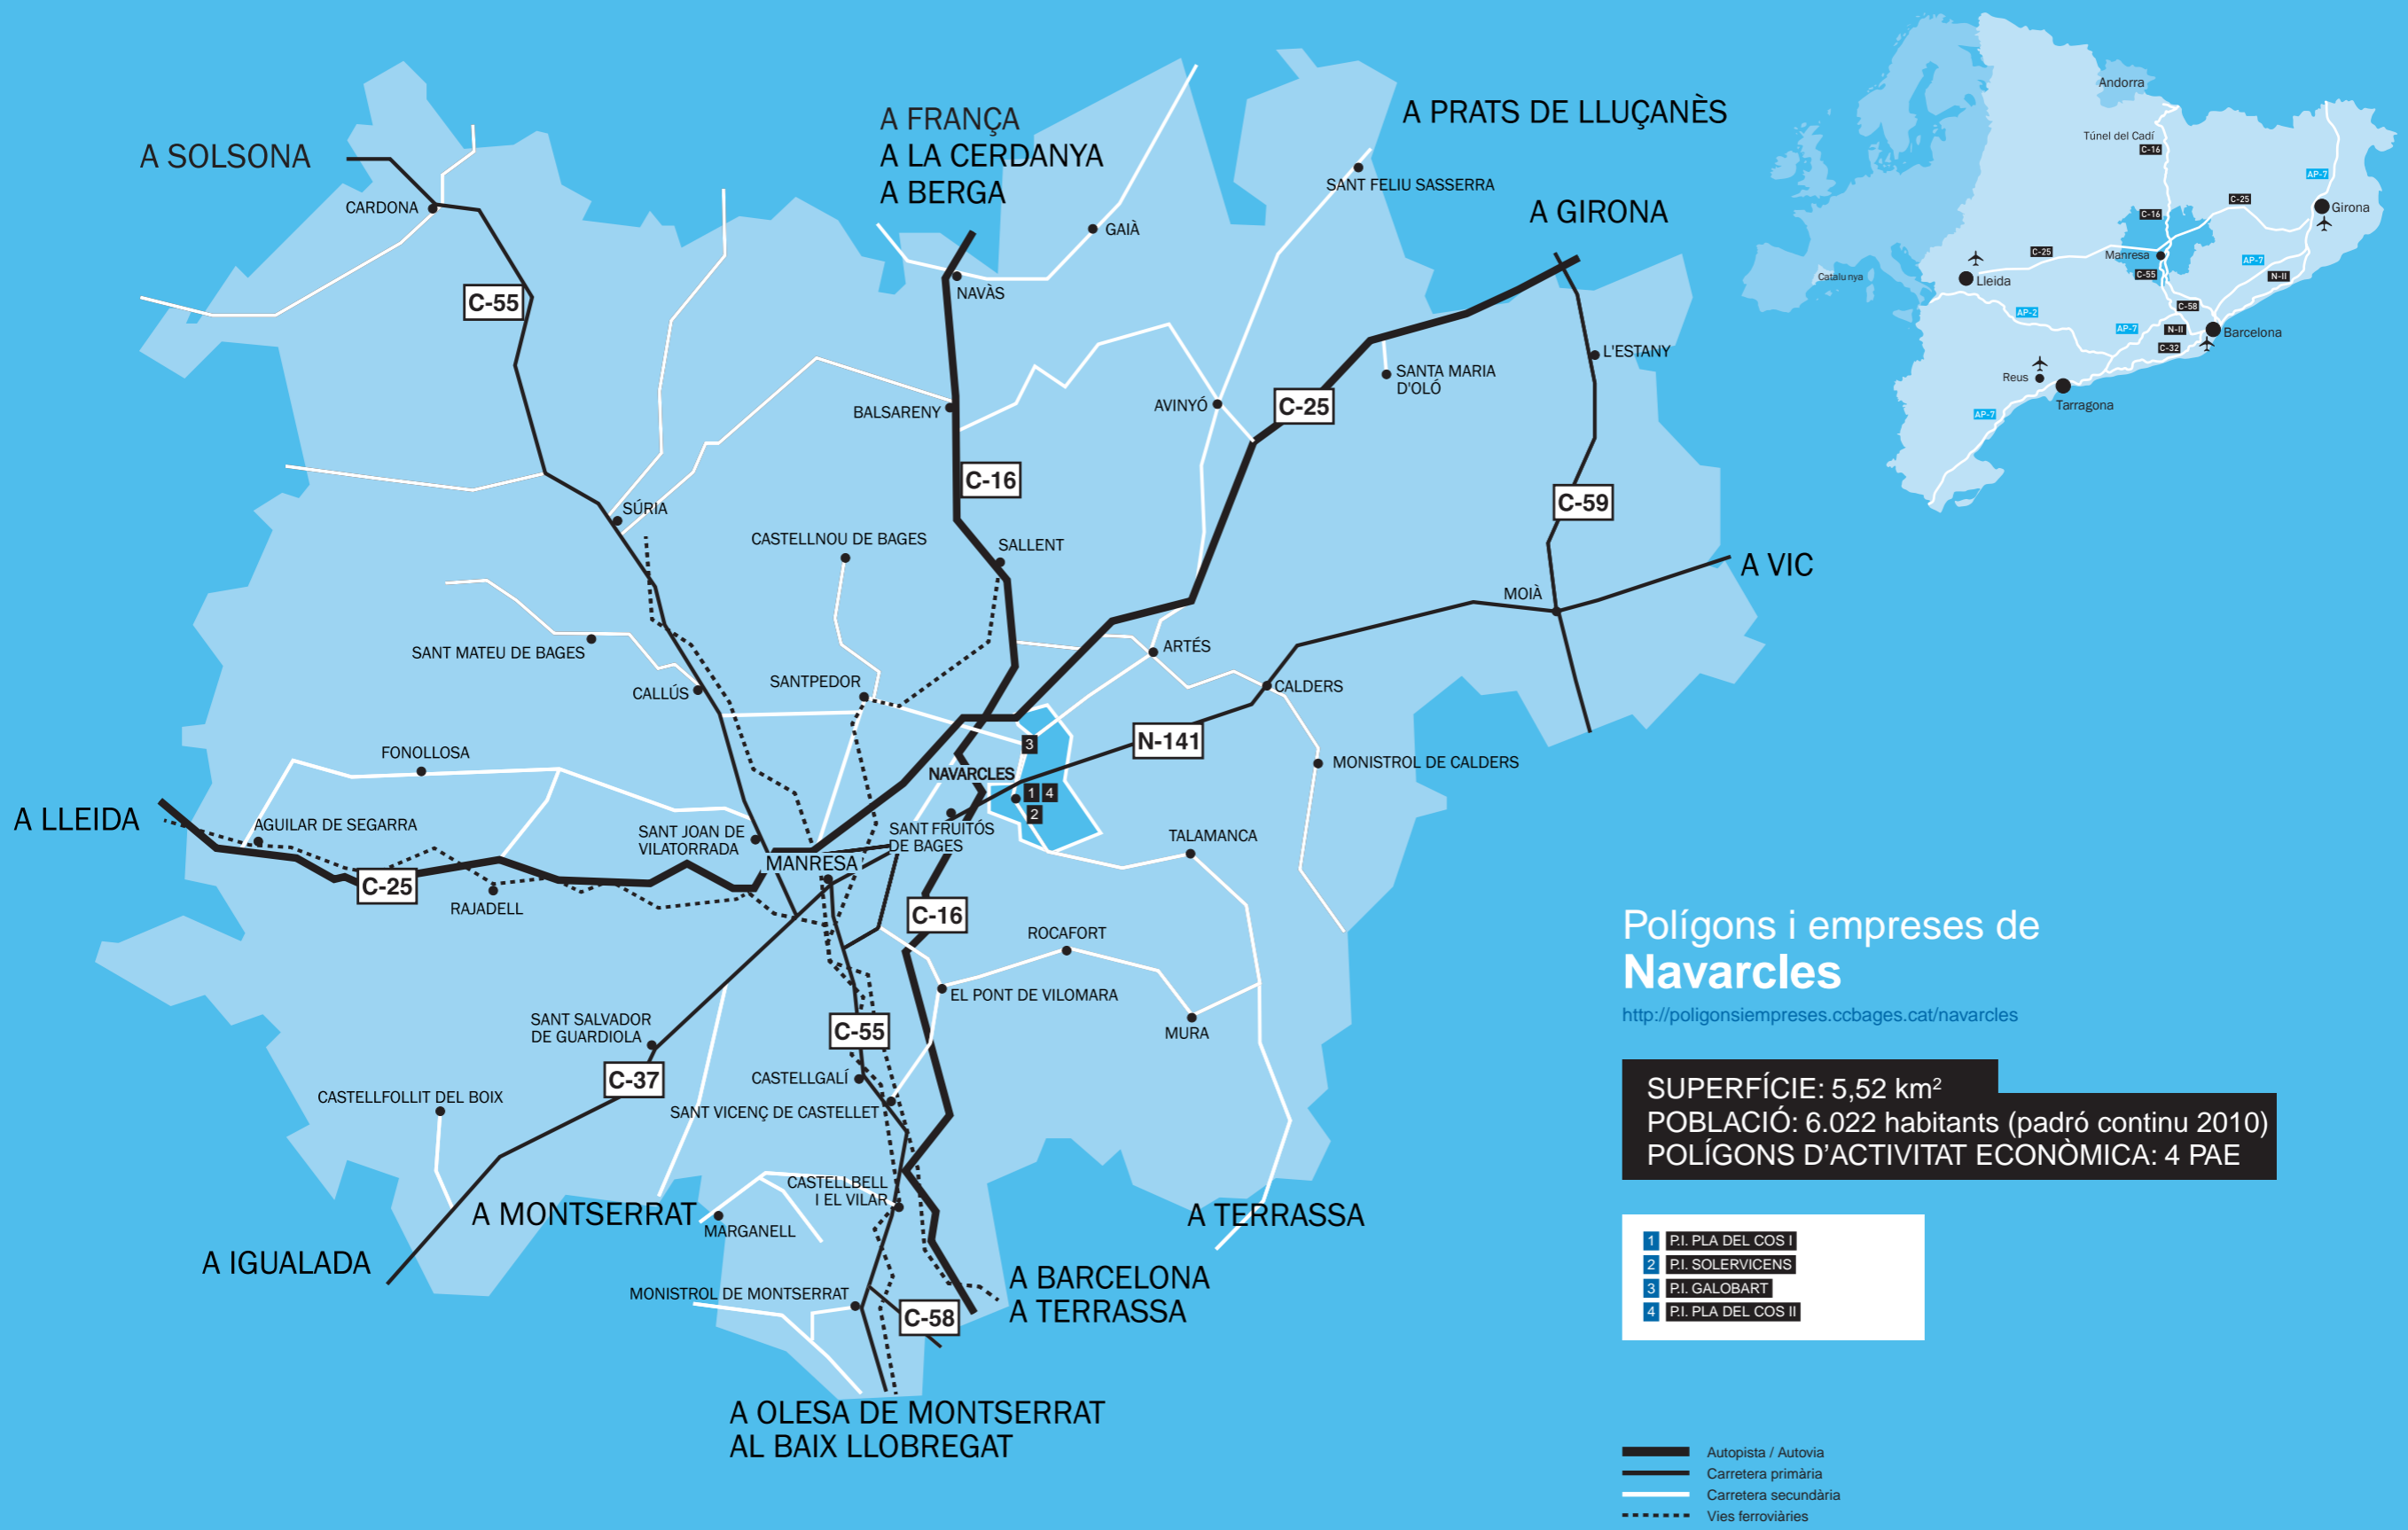 A SOLSONA
A FRANÇA
A LA CERDANYA
A BERGA
A PRATS DE LLUÇANÈS
A GIRONA
SANT FELIU SASSERRA
CARDONA
GAIÀ
NAVÀS
C-55
L'ESTANY
SANTA MARIA
D'OLÓ
BALSARENY
AVINYÓ
C-25
C-16
C-59
SÚRIA
CASTELLNOU DE BAGES
SALLENT
A VIC
MOIÀ
SANT MATEU DE BAGES
ARTÉS
CALLÚS
SANTPEDOR
CALDERS
N-141
3
FONOLLOSA
NAVARCLES
MONISTROL DE CALDERS
1 4
2
A LLEIDA
AGUILAR DE SEGARRA
SANT JOAN DE
VILATORRADA
SANT FRUITÓS
DE BAGES
TALAMANCA
MANRESA
C-25
RAJADELL
C-16
ROCAFORT
EL PONT DE VILOMARA
SANT SALVADOR
DE GUARDIOLA
C-55
MURA
C-37
CASTELLGALÍ
CASTELLFOLLIT DEL BOIX
SANT VICENÇ DE CASTELLET
CASTELLBELL
I EL VILAR
A MONTSERRAT
MARGANELL
A TERRASSA
A IGUALADA
MONISTROL DE MONTSERRAT
A BARCELONA
A TERRASSA
C-58
A OLESA DE MONTSERRAT
AL BAIX LLOBREGAT
Andorra
Túnel del Cadí
C-16
AP-7
C-25
Girona
C-16
C-25
Manresa
AP-7
C-55
N-II
Catalunya
Lleida
C-58
AP-2
AP-7
N-II
Barcelona
C-32
Reus
Tarragona
AP-7
Polígons i empreses de
Navarcles
http://poligonsiempreses.ccbages.cat/navarcles
SUPERFÍCIE: 5,52 km²
POBLACIÓ: 6.022 habitants (padró continu 2010)
POLÍGONS D'ACTIVITAT ECONÒMICA: 4 PAE
1 P.I. PLA DEL COS I
2 P.I. SOLERVICENS
3 P.I. GALOBART
4 P.I. PLA DEL COS II
Autopista / Autovia
Carretera primària
Carretera secundària
Vies ferroviàries